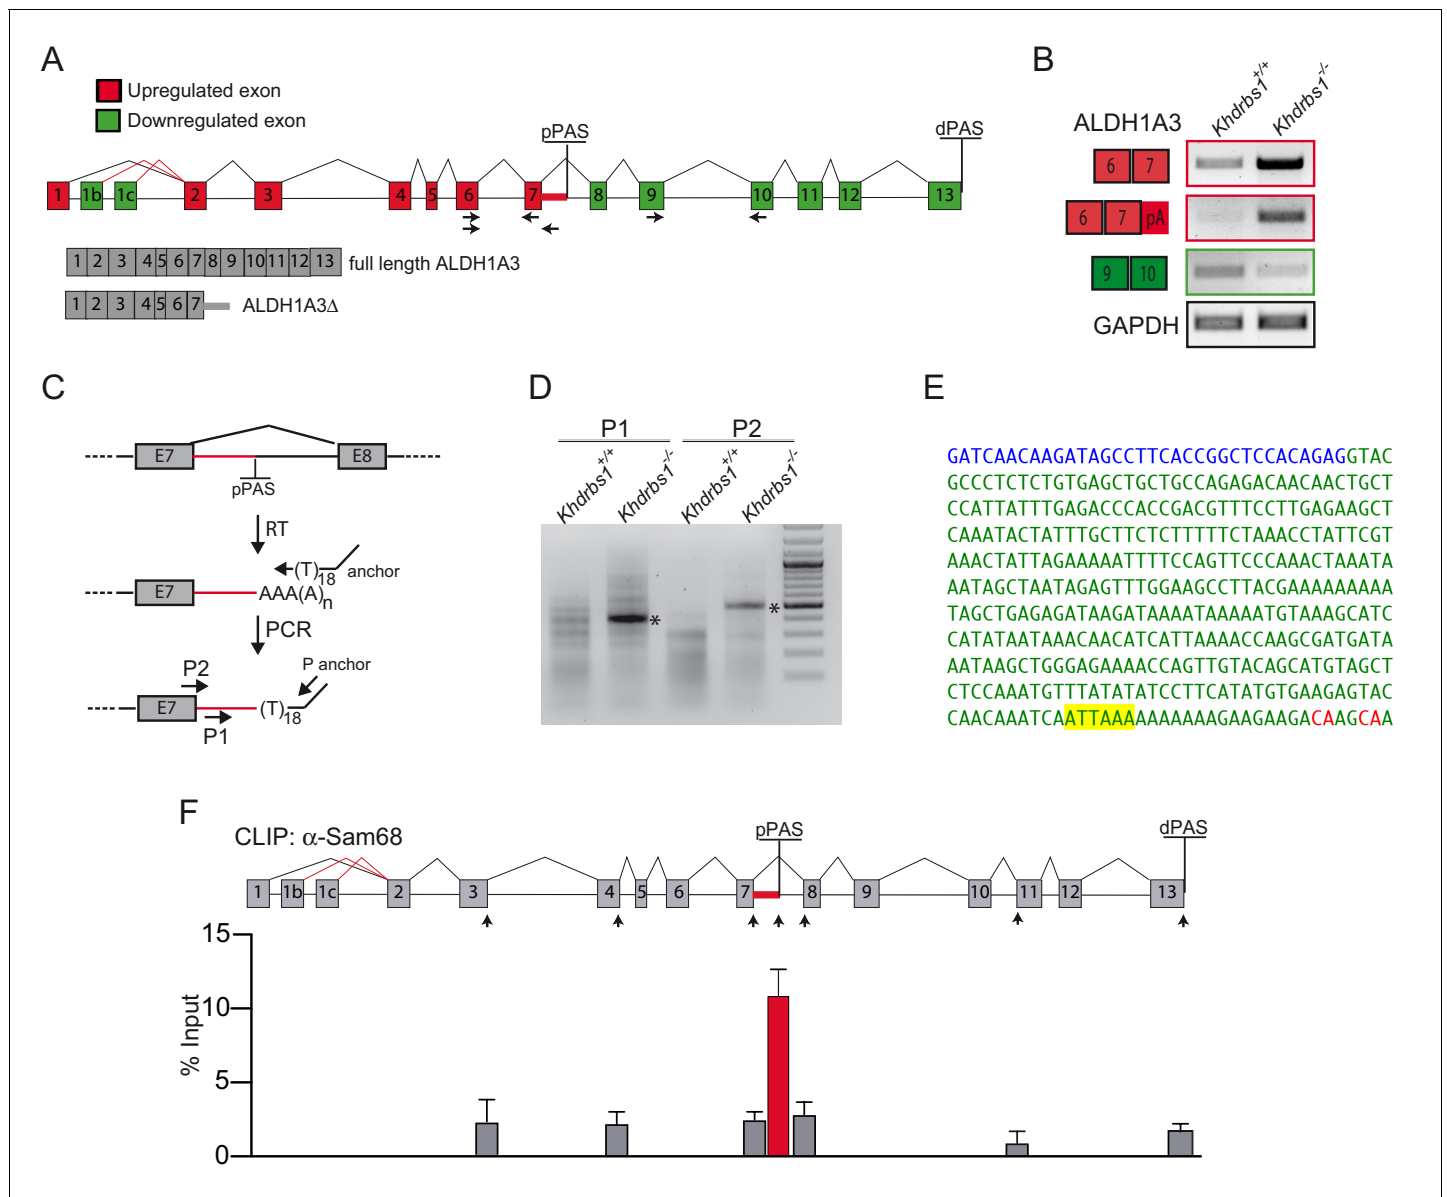 A
Upregulated exon
Downregulated exon
pPAS
dPAS
1 1b 1c 2 3 4 5 6 7 8 9 10 11 12 13
1 2 3 4 5 6 7 8 9 10 11 12 13 full length ALDH1A3
1 2 3 4 5 6 7 ALDH1A3Δ
B
Khdrbs1+/+ Khdrbs1-/-
ALDH1A3
6 7
6 7 pA
9 10
GAPDH
C
E7 E8
pPAS
RT
(T)18 anchor
E7 AAA(A)n
PCR
P2 P anchor
E7 (T)18
P1
D
P1 P2
Khdrbs1+/+ Khdrbs1-/- Khdrbs1+/+ Khdrbs1-/-
* *
E
GATCAACAAGATAGCCTTCACCGGCTCCACAGAGGTAC
GCCCTCTCTGTGAGCTGCTGCCAGAGACAACAACTGCT
CCATTATTTGAGACCCACCGACGTTTCCTTGAGAAGCT
CAAATACTATTTGCTTCTCTTTTTCTAAACCTATTCGT
AAACTATTAGAAAAATTTTCCAGTTCCCAAACTAAATA
AATAGCTAATAGAGTTTGGAAGCCTTACGAAAAAAAAA
TAGCTGAGAGATAAGATAAAATAAAAATGTAAAGCATC
CATATAATAAACAACATCATTAAAACCAAGCGATGATA
AATAAGCTGGGAGAAAACCAGTTGTACAGCATGTAGCT
CTCCAAATGTTTATATATCCTTCATATGTGAAGAGTAC
CAACAAATCAATTAAAAAAAAAGAAGAAGACAAGCAA
F
CLIP: α-Sam68
pPAS
dPAS
1 1b 1c 2 3 4 5 6 7 8 9 10 11 12 13
% Input
15
10
5
0